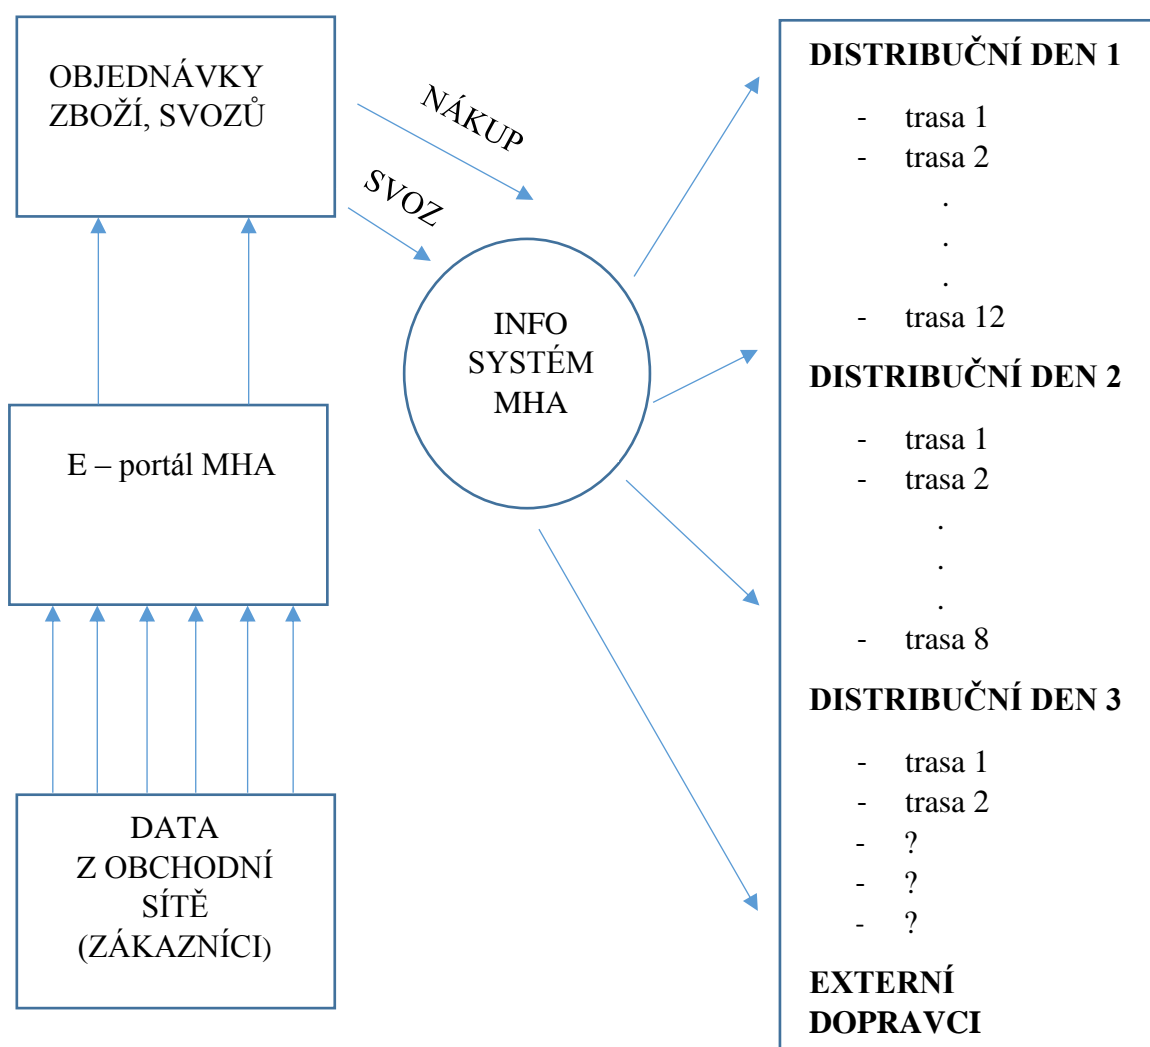 OBJEDNÁVKY
ZBOŽÍ, SVOZŮ
NÁKUP
SVOZ
E – portál MHA
DATA
Z OBCHODNÍ
SÍTĚ
(ZÁKAZNÍCI)
INFO
SYSTÉM
MHA
DISTRIBUČNÍ DEN 1
- trasa 1
- trasa 2
.
.
.
- trasa 12
DISTRIBUČNÍ DEN 2
- trasa 1
- trasa 2
.
.
.
- trasa 8
DISTRIBUČNÍ DEN 3
- trasa 1
- trasa 2
- ?
- ?
- ?
EXTERNÍ
DOPRAVCI